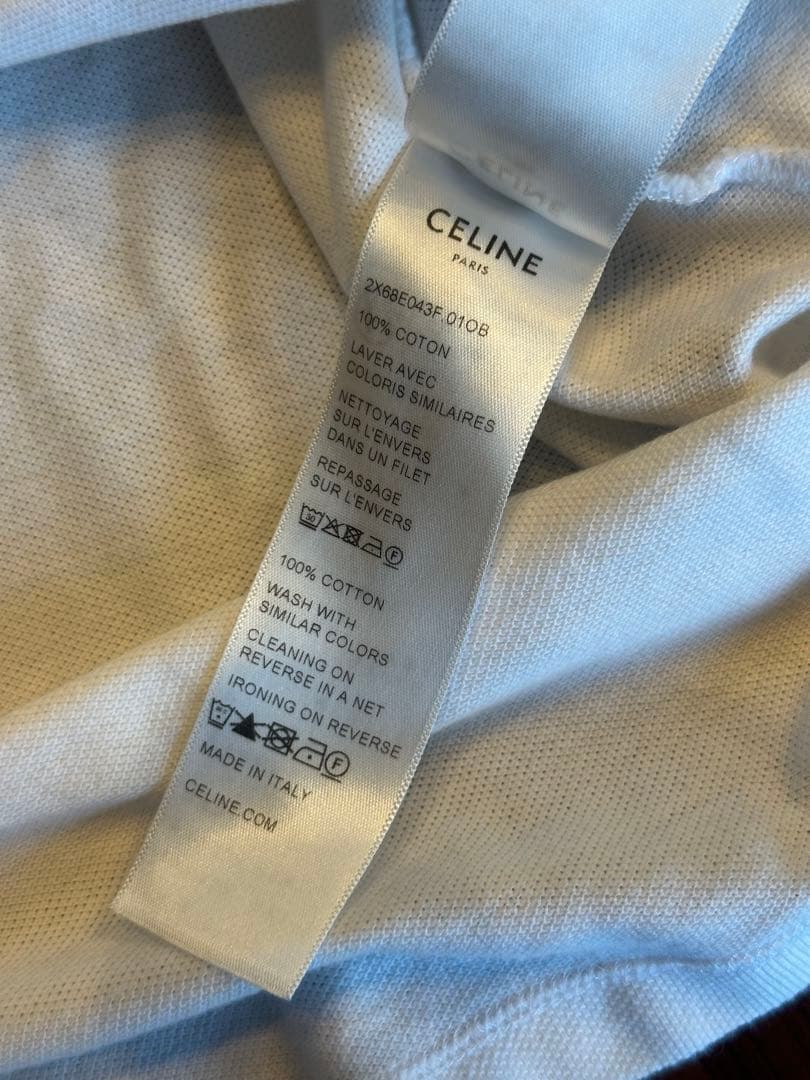 CELINE
PARIS
2X68E043F.01OB
100% COTON
LAVER AVEC
COLORIS SIMILAIRES
NETTOYAGE
SUR L'ENVERS
DANS UN FILET
REPASSAGE
SUR L'ENVERS
30 F
100% COTTON
WASH WITH
SIMILAR COLORS
CLEANING ON
REVERSE IN A NET
IRONING ON REVERSE
F
MADE IN ITALY
CELINE.COM